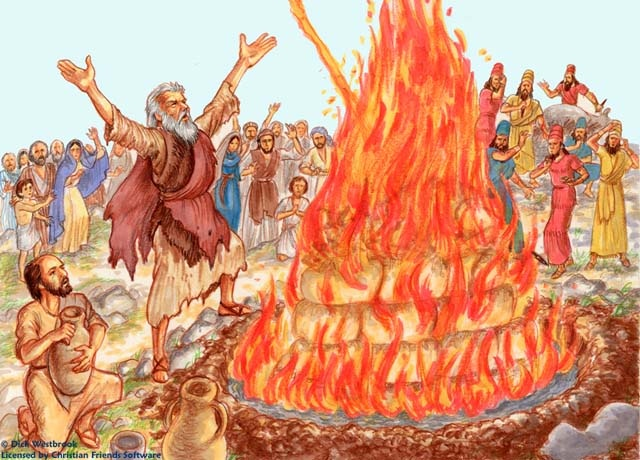 © Dick Westbrook
Licensed by Christian Friends Software